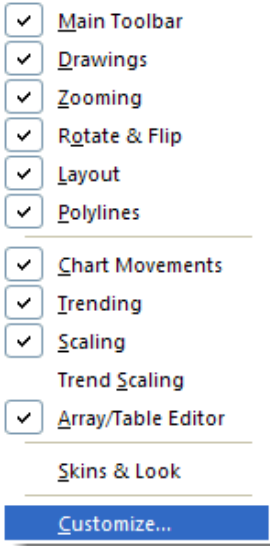 Main Toolbar
Drawings
Zooming
Rotate & Flip
Layout
Polylines
Chart Movements
Trending
Scaling
Trend Scaling
Array/Table Editor
Skins & Look
Customize...